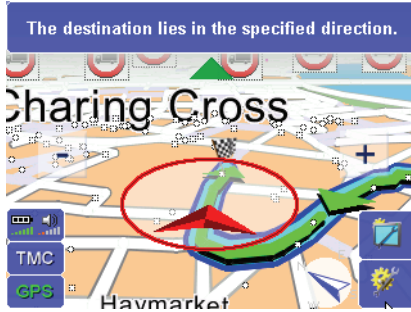 The destination lies in the specified direction.
Charing Cross
-
+
TMC
GPS
Haymarket